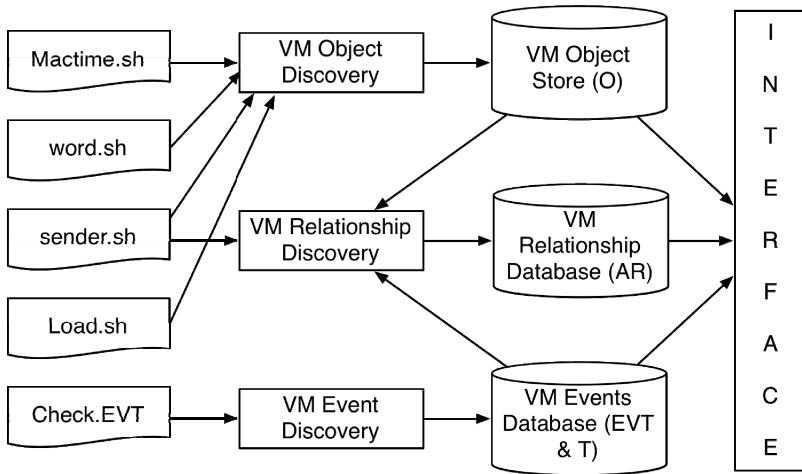 Mactime.sh
word.sh
sender.sh
Load.sh
Check.EVT
VM Object
Discovery
VM Relationship
Discovery
VM Event
Discovery
VM Object
Store (O)
VM
Relationship
Database (AR)
VM Events
Database (EVT
& T)
I
N
T
E
R
F
A
C
E